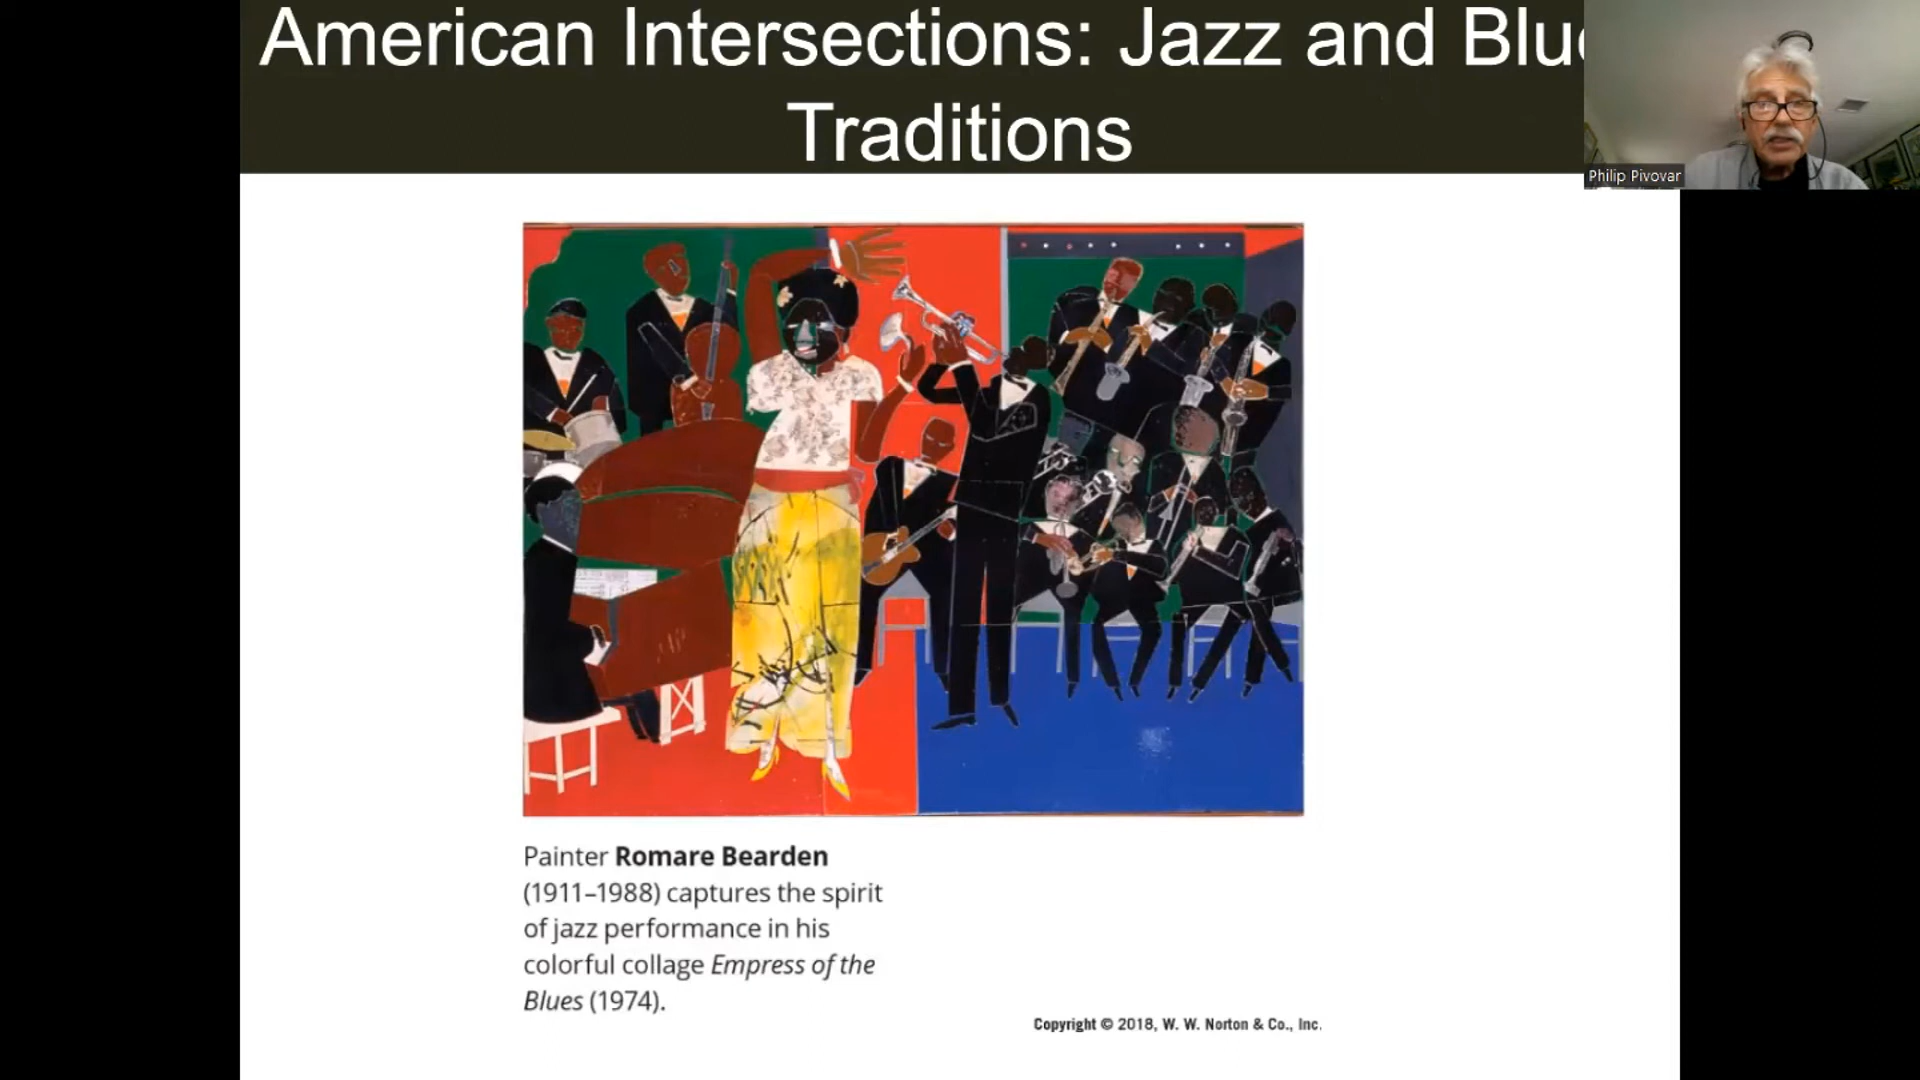 American Intersections: Jazz and Blue
Traditions
Philip Pivovar
Painter Romare Bearden
(1911–1988) captures the spirit
of jazz performance in his
colorful collage Empress of the
Blues (1974).
Copyright © 2018, W. W. Norton & Co., Inc.